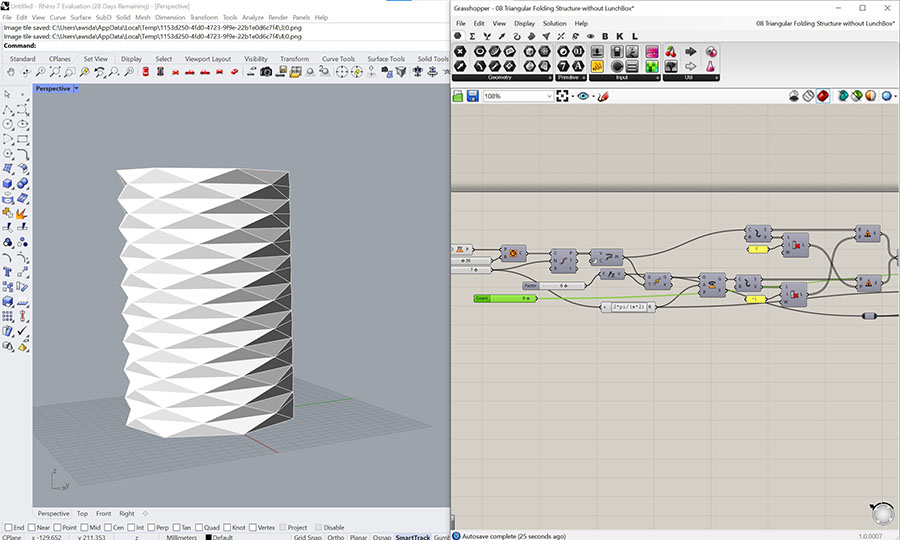 Untitled - Rhino 7 Evaluation (28 Days Remaining) - [Perspective]
File Edit View Curve Surface SubD Solid Mesh Dimension Transform Tools Analyze Render Panels Help
Image tile saved: C:\Users\awsda\AppData\Local\Temp\1153d250-4fd0-4723-9f9e-22b1e0d6c7f4\3;0.png
Image tile saved: C:\Users\awsda\AppData\Local\Temp\1153d250-4fd0-4723-9f9e-22b1e0d6c7f4\4;0.png
Command:
Standard CPlanes Set View Display Select Viewport Layout Visibility Transform Curve Tools Surface Tools Solid Tools
Perspective
z
y
Perspective Top Front Right
End Near Point Mid Cen Int Perp Tan Quad Knot Vertex Project Disable
CPlane x -129.652 y 211.353 z Millimeters Default Grid Snap Ortho Planar Osnap SmartTrack Gum
Grasshopper - 08 Triangular Folding Structure without LunchBox*
File Edit View Display Solution Help 08 Triangular Folding Structure without LunchBox*
B K L
Geometry Primitive Input Util
108%
Factor
Count
2*pi/(x*2)
Autosave complete (25 seconds ago)
1.0.0007